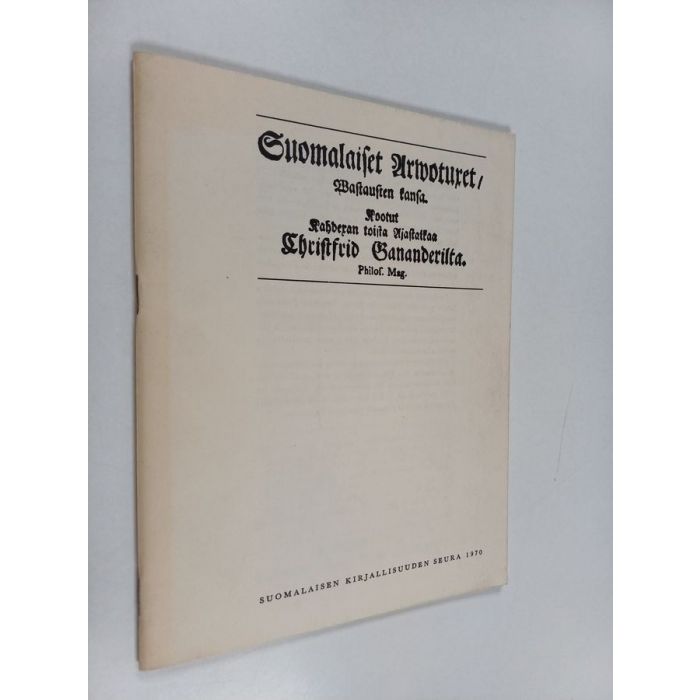 Suomalaiset Arwotuxet/
Wastausten kansa.
Kootut
Kahdexan toista Ajastaikaa
Christfrid Gananderilta.
Philos. Mag.
SUOMALAISEN KIRJALLISUUDEN SEURA 1970